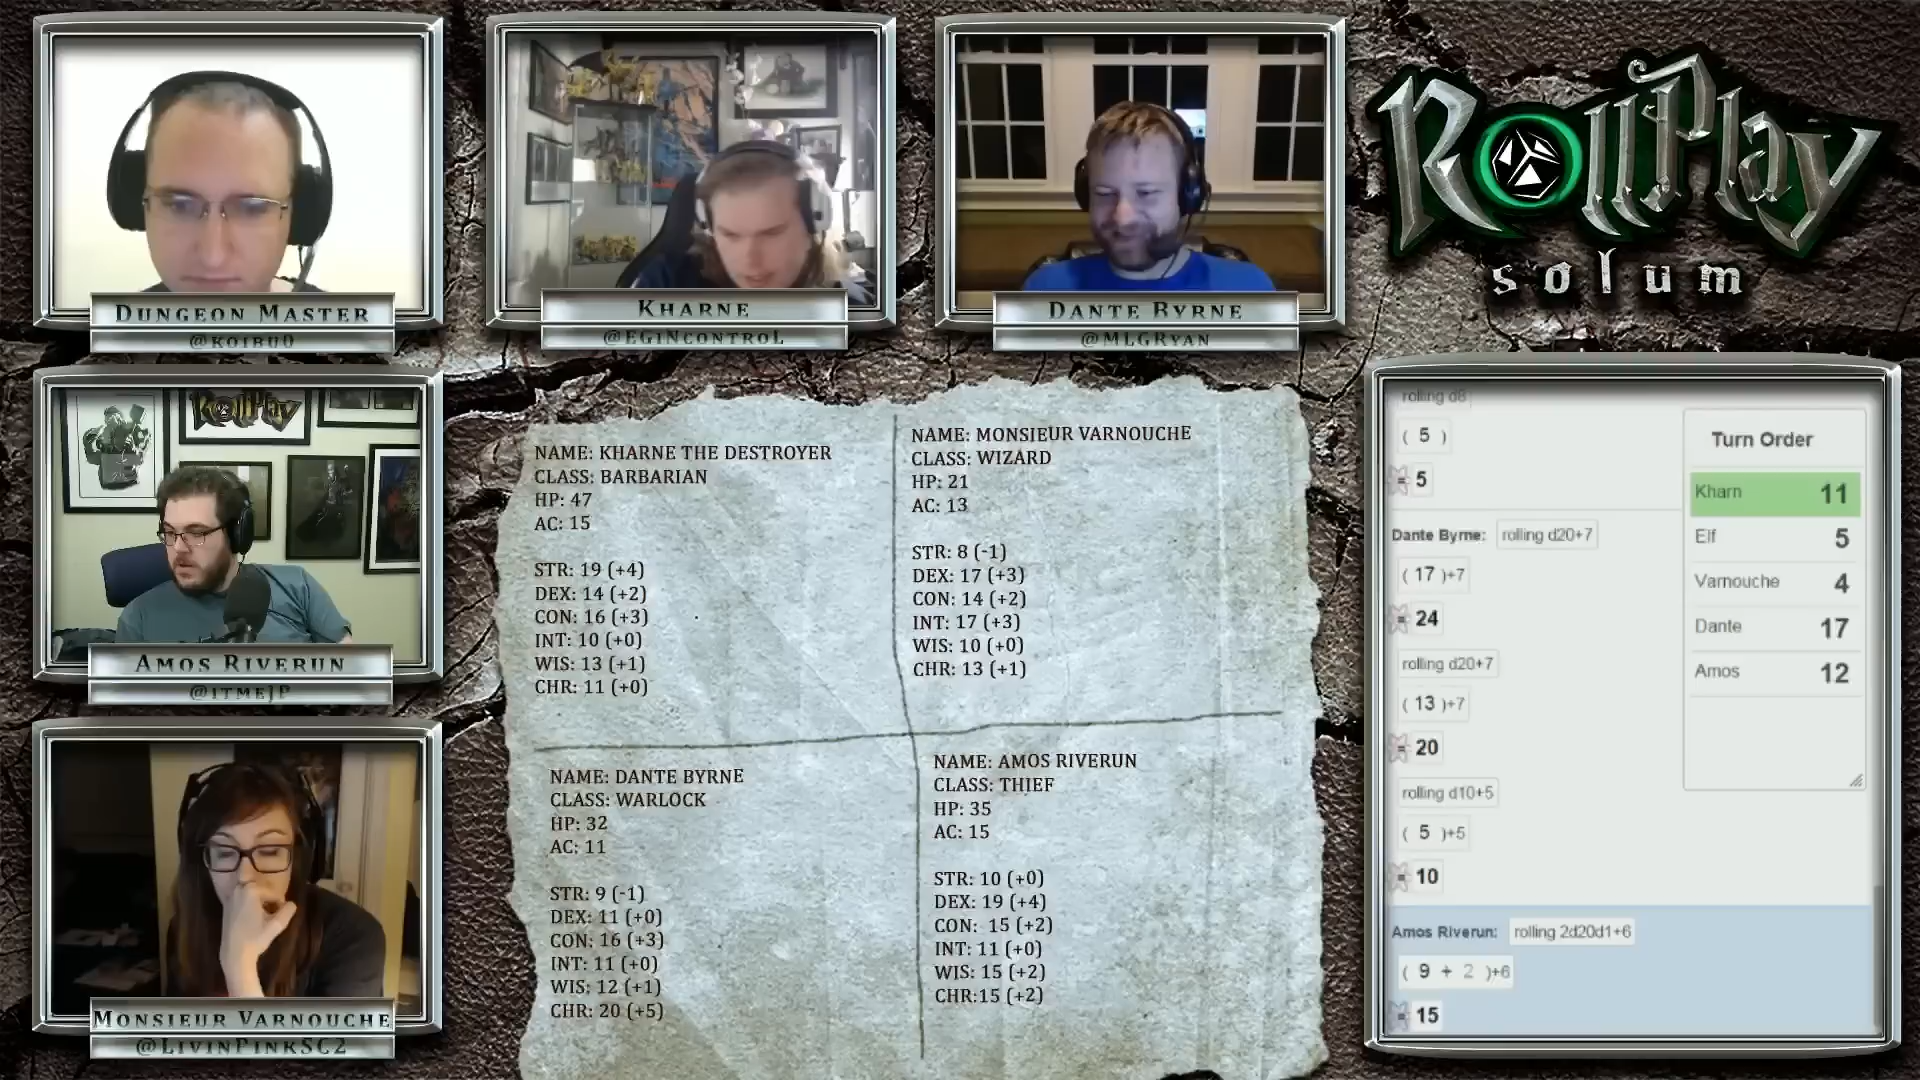 RollPlay
solum
DUNGEON MASTER
@KOIBU0
KHARNE
@EGINCONTROL
DANTE BYRNE
@MLGRYAN
RollPlay
AMOS RIVERUN
@ITMEJP
MONSIEUR VARNOUCHE
@LIVINPINKSC2
NAME: KHARNE THE DESTROYER
CLASS: BARBARIAN
HP: 47
AC: 15
STR: 19 (+4)
DEX: 14 (+2)
CON: 16 (+3)
INT: 10 (+0)
WIS: 13 (+1)
CHR: 11 (+0)
NAME: MONSIEUR VARNOUCHE
CLASS: WIZARD
HP: 21
AC: 13
STR: 8 (-1)
DEX: 17 (+3)
CON: 14 (+2)
INT: 17 (+3)
WIS: 10 (+0)
CHR: 13 (+1)
NAME: DANTE BYRNE
CLASS: WARLOCK
HP: 32
AC: 11
STR: 9 (-1)
DEX: 11 (+0)
CON: 16 (+3)
INT: 11 (+0)
WIS: 12 (+1)
CHR: 20 (+5)
NAME: AMOS RIVERUN
CLASS: THIEF
HP: 35
AC: 15
STR: 10 (+0)
DEX: 19 (+4)
CON: 15 (+2)
INT: 11 (+0)
WIS: 15 (+2)
CHR:15 (+2)
rolling d6
( 5 )
= 5
Dante Byrne: rolling d20+7
( 17 )+7
= 24
rolling d20+7
( 13 )+7
= 20
rolling d10+5
( 5 )+5
= 10
Amos Riverun: rolling 2d20d1+6
( 9 + 2 )+6
= 15
Turn Order
Kharn 11
Elf 5
Varnouche 4
Dante 17
Amos 12